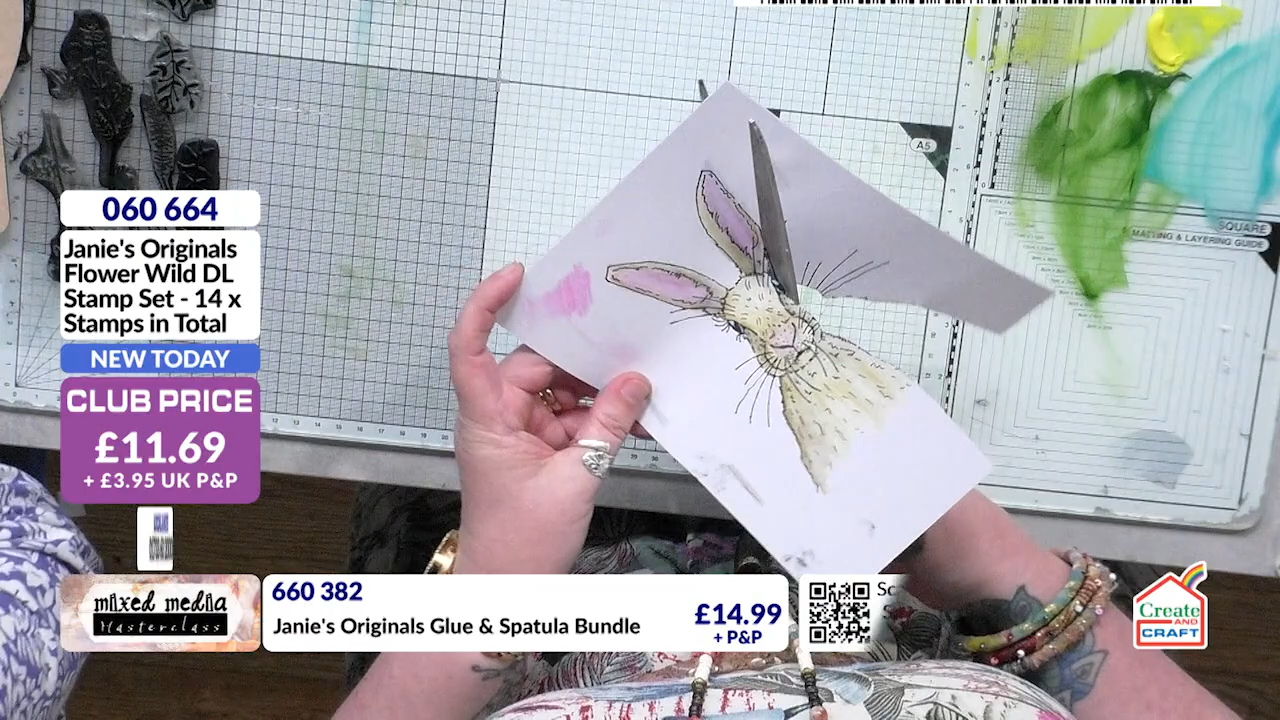 A5
SQUARE
MATTING & LAYERING GUIDE
060 664
Janie's Originals
Flower Wild DL
Stamp Set - 14 x
Stamps in Total
NEW TODAY
CLUB PRICE
£11.69
+ £3.95 UK P&P
mixed media
Masterclass
660 382
Janie's Originals Glue & Spatula Bundle
£14.99
+ P&P
Create
AND
CRAFT